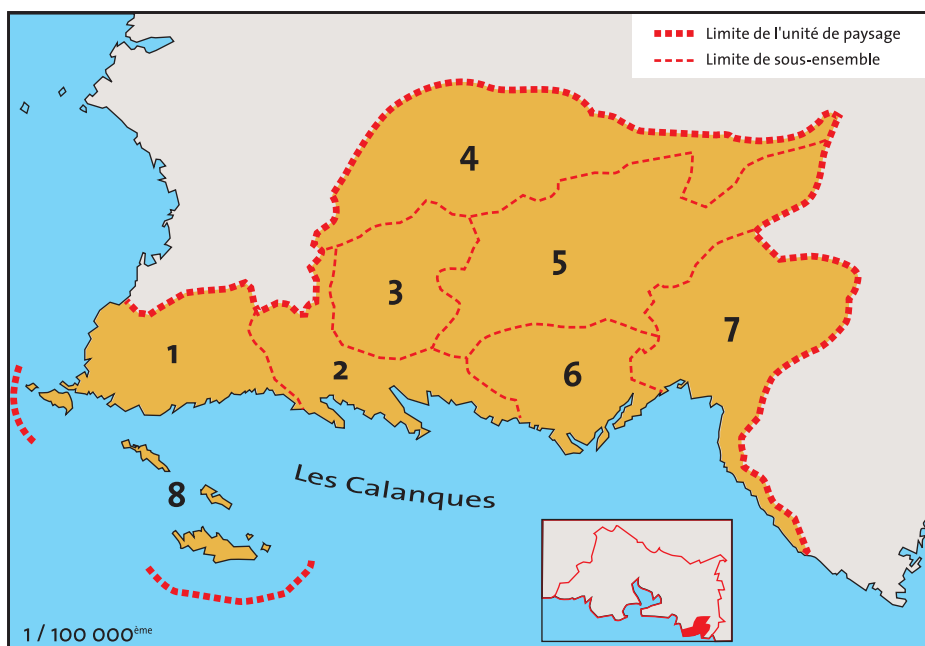 Limite de l'unité de paysage
Limite de sous-ensemble
4
5
3
7
1
2
6
8
Les Calanques
1 / 100 000ème